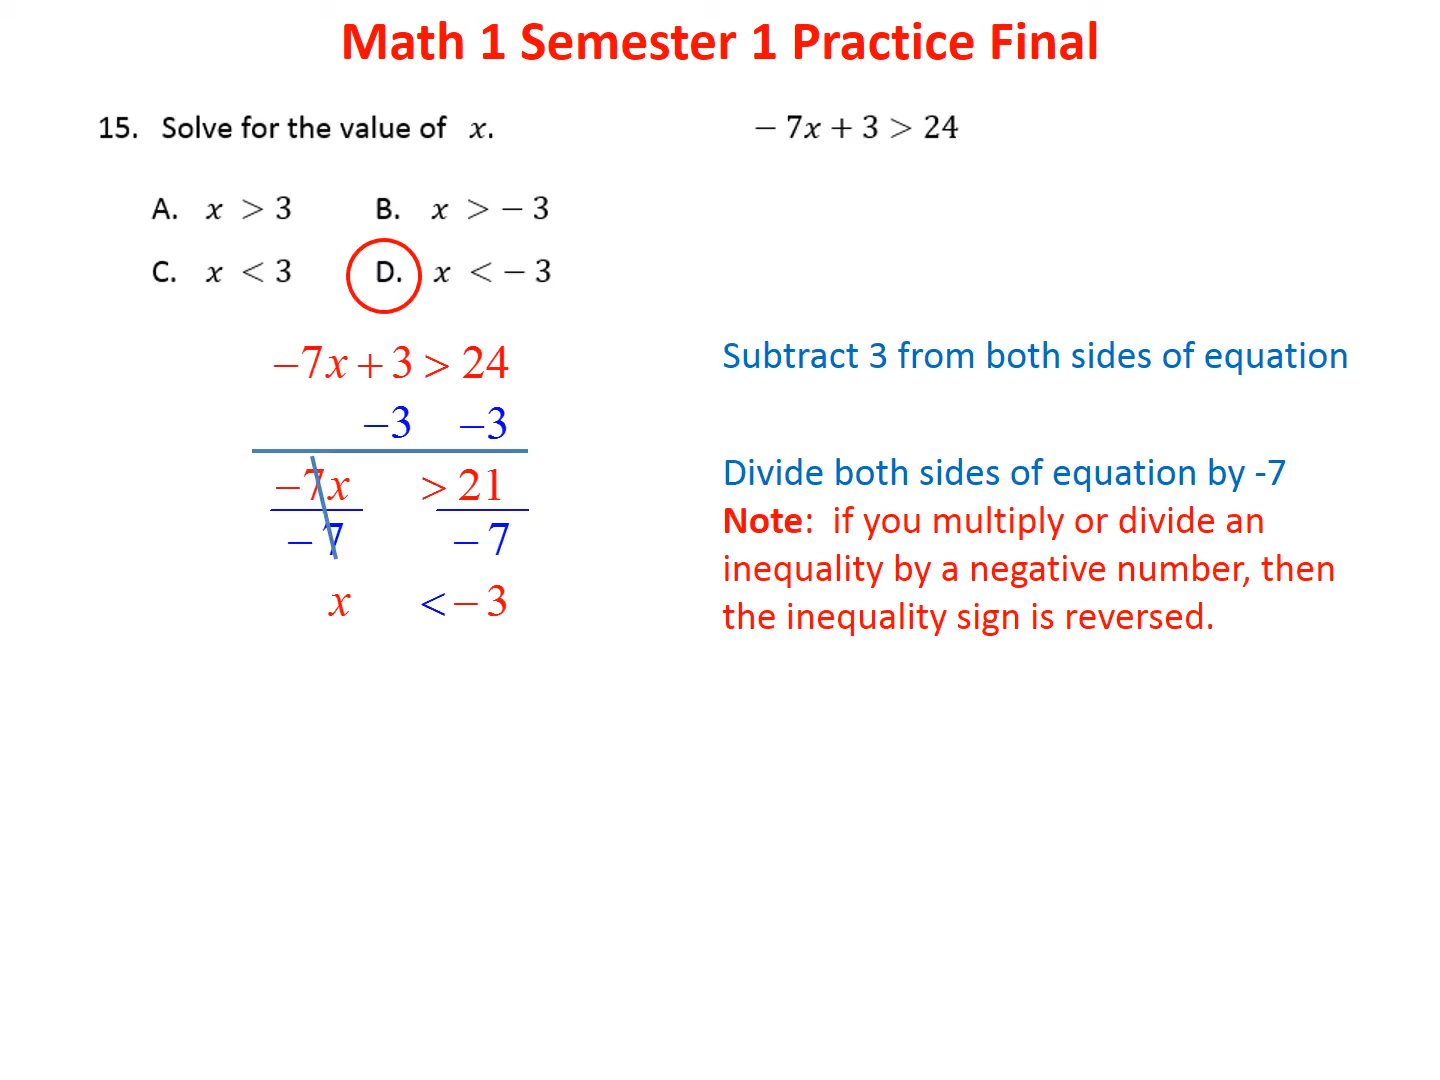 Math 1 Semester 1 Practice Final
15. Solve for the value of x. − 7x + 3 > 24
A. x > 3 B. x > − 3
C. x < 3 D. x < − 3
−7x + 3 > 24 Subtract 3 from both sides of equation
−3 −3
−7x > 21 Divide both sides of equation by -7
−7 −7 Note: if you multiply or divide an
inequality by a negative number, then
x < −3 the inequality sign is reversed.